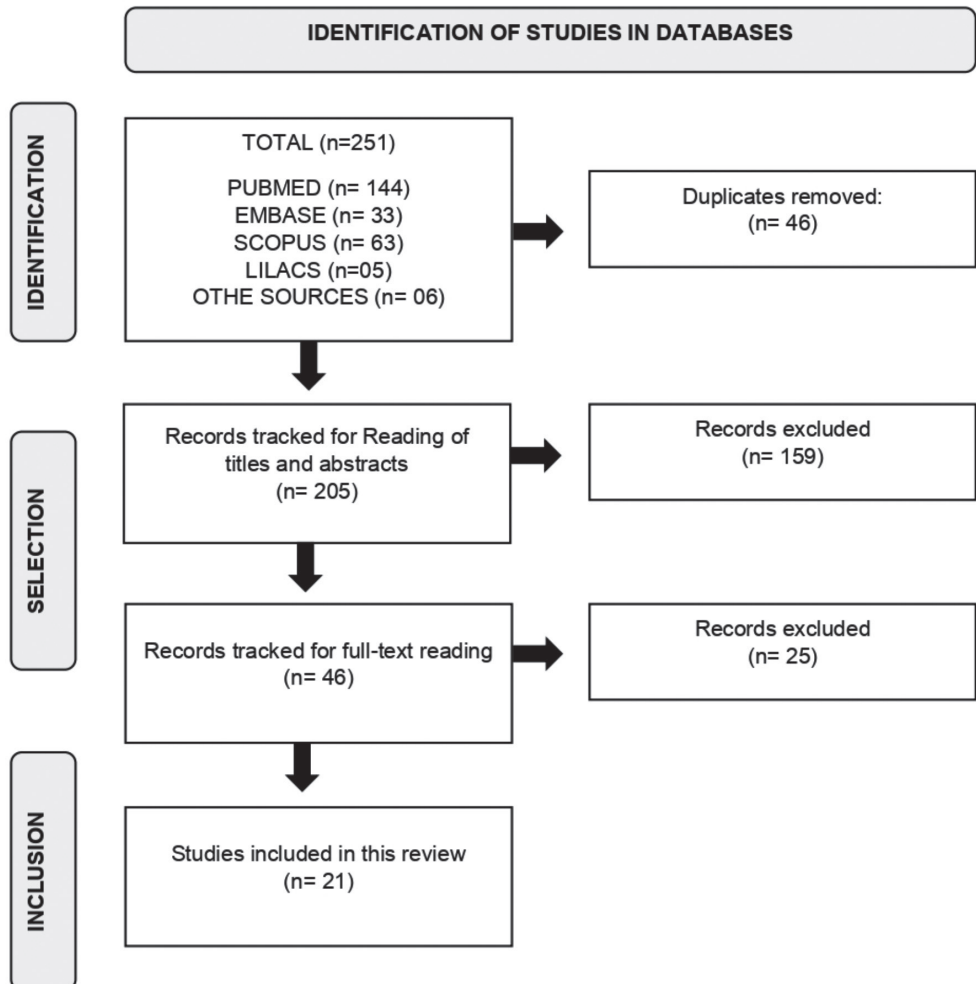 IDENTIFICATION OF STUDIES IN DATABASES
IDENTIFICATION
TOTAL (n=251)
PUBMED (n= 144)
EMBASE (n= 33)
SCOPUS (n= 63)
LILACS (n=05)
OTHE SOURCES (n= 06)
Duplicates removed:
(n= 46)
SELECTION
Records tracked for Reading of
titles and abstracts
(n= 205)
Records excluded
(n= 159)
Records tracked for full-text reading
(n= 46)
Records excluded
(n= 25)
INCLUSION
Studies included in this review
(n= 21)